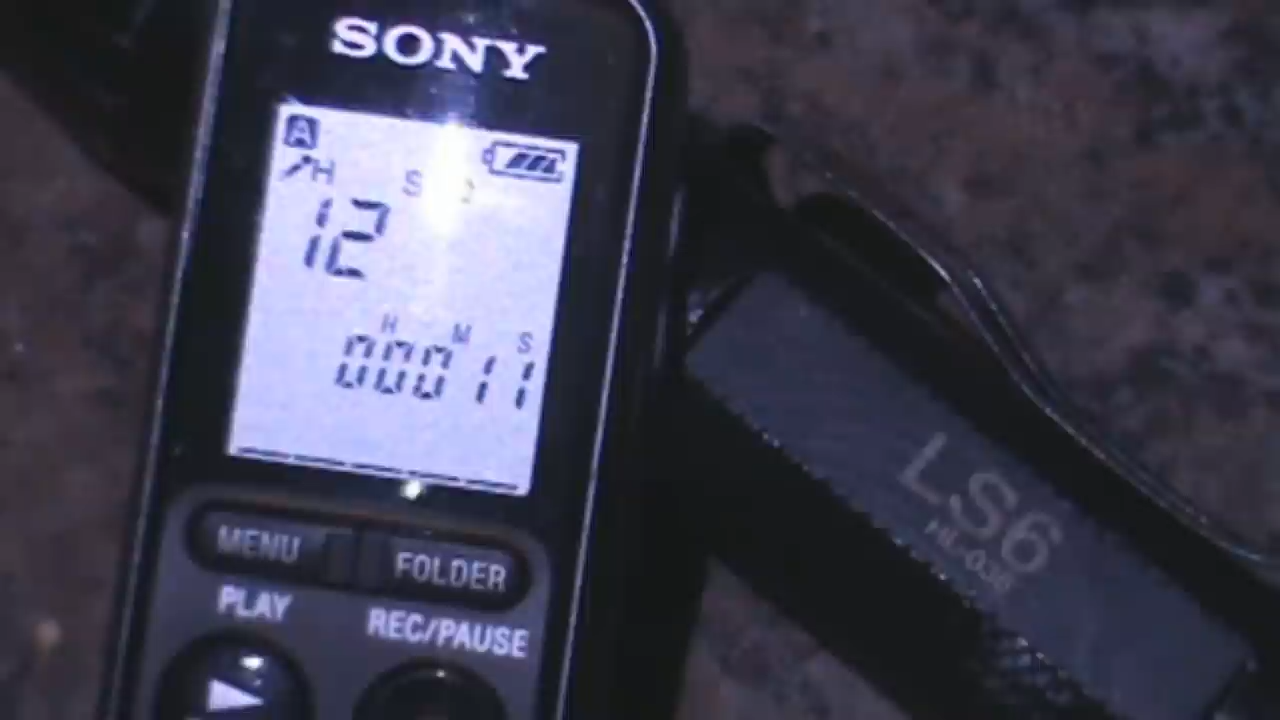 SONY
A
H
12
H M S
00011
MENU FOLDER
PLAY REC/PAUSE
LS6